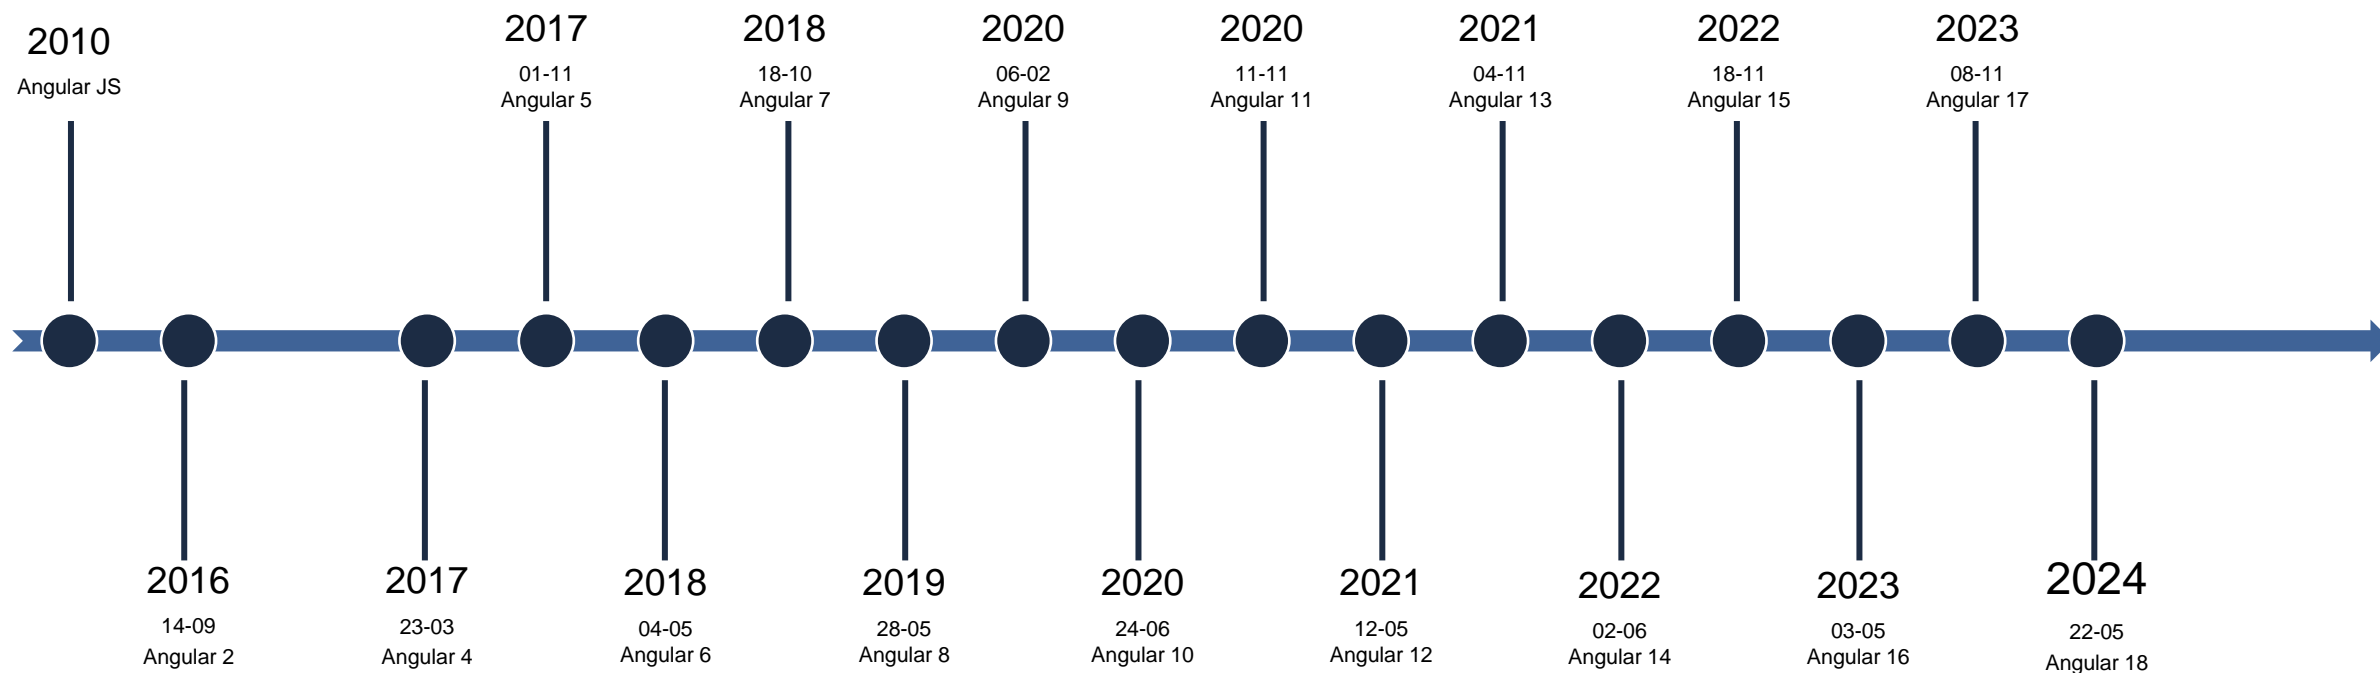 2010
Angular JS
2017
01-11
Angular 5
2018
18-10
Angular 7
2020
06-02
Angular 9
2020
11-11
Angular 11
2021
04-11
Angular 13
2022
18-11
Angular 15
2023
08-11
Angular 17
2016
14-09
Angular 2
2017
23-03
Angular 4
2018
04-05
Angular 6
2019
28-05
Angular 8
2020
24-06
Angular 10
2021
12-05
Angular 12
2022
02-06
Angular 14
2023
03-05
Angular 16
2024
22-05
Angular 18